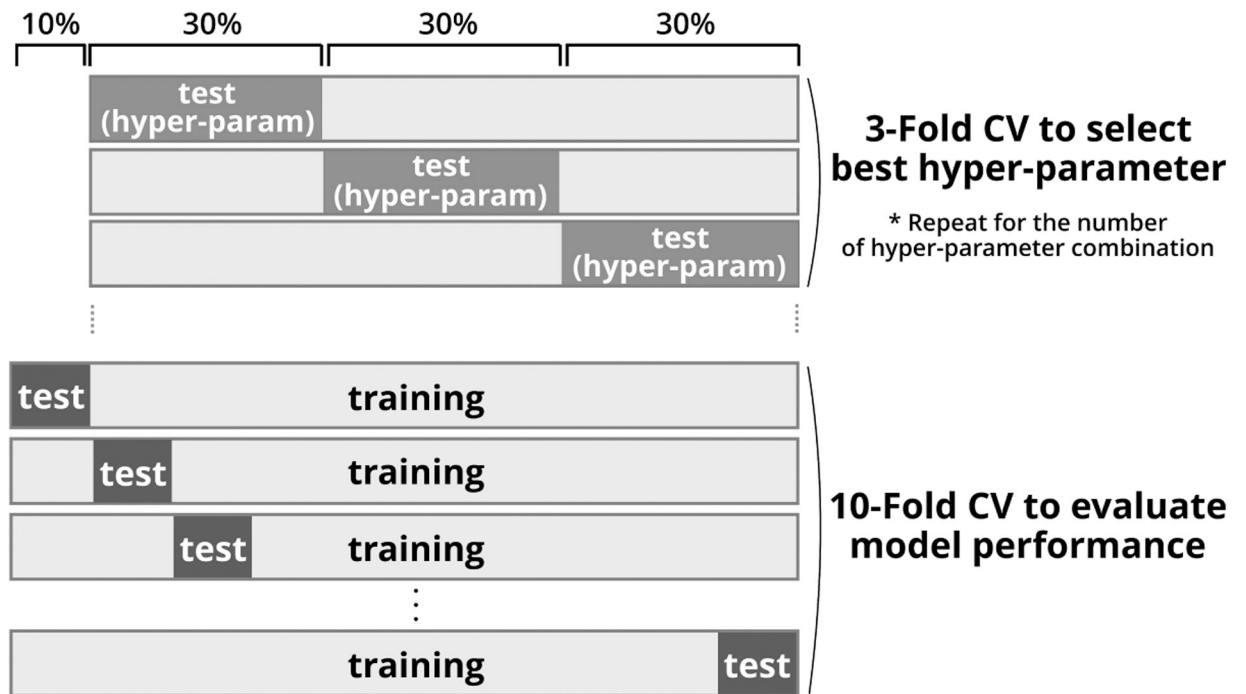 10% 30% 30% 30%
test
(hyper-param)
test
(hyper-param)
test
(hyper-param)
3-Fold CV to select
best hyper-parameter
* Repeat for the number
of hyper-parameter combination
test training
test training
test training
training test
10-Fold CV to evaluate
model performance